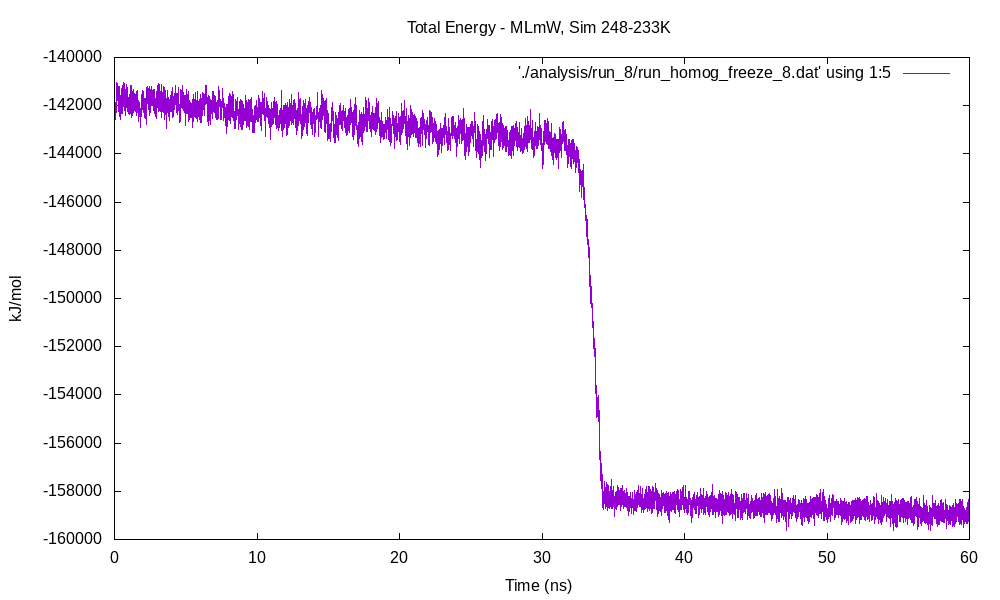 Total Energy - MLmW, Sim 248-233K
'./analysis/run_8/run_homog_freeze_8.dat' using 1:5
-140000
-142000
-144000
-146000
-148000
-150000
-152000
-154000
-156000
-158000
-160000
kJ/mol
0 10 20 30 40 50 60
Time (ns)